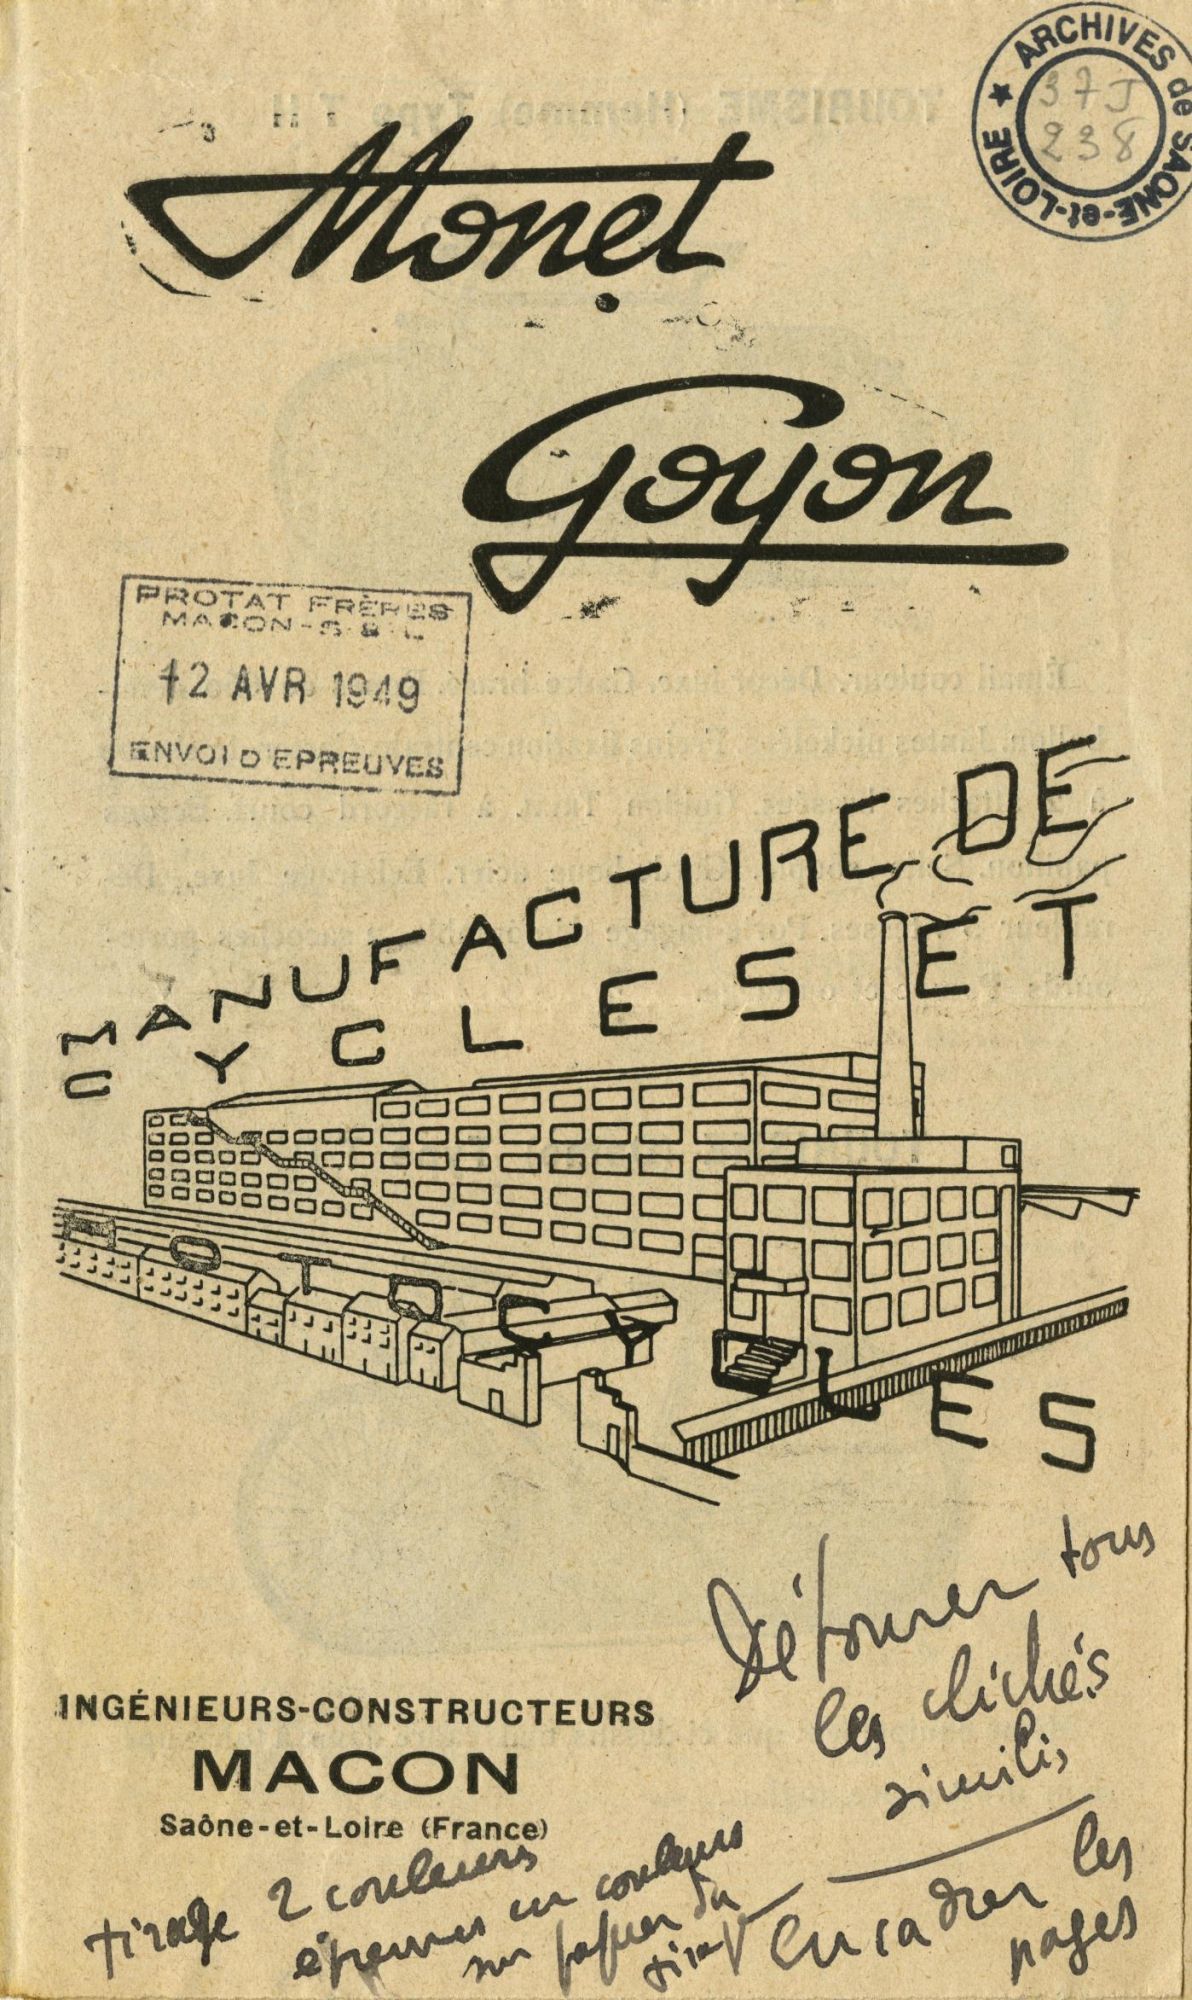 ARCHIVES de SAONE-et-LOIRE
37J
238
Monet
Goyon
PROTAT FRÈRES
MACON - S & L
12 AVR 1949
ENVOI D'EPREUVES
MANUFACTURE DE
CYCLES ET
MOTOCYCLES
Détourer tous
les clichés
similis
INGÉNIEURS-CONSTRUCTEURS
MACON
Saône-et-Loire (France)
tirage 2 couleurs
épreuves en couleurs
sur papier du
tirage
encadrer les
pages